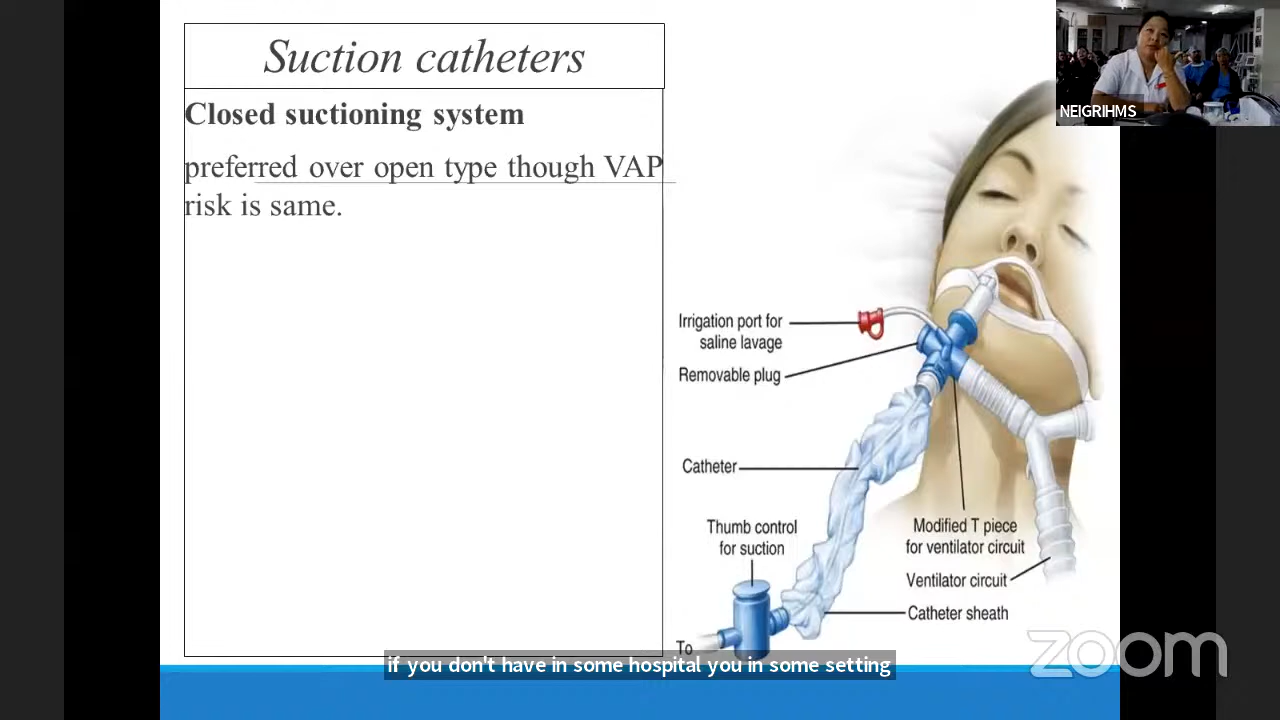 Suction catheters
Closed suctioning system
preferred over open type though VAP
risk is same.
NEIGRIHMS
Irrigation port for
saline lavage
Removable plug
Catheter
Thumb control
for suction
Modified T piece
for ventilator circuit
Ventilator circuit
Catheter sheath
To
if you don't have in some hospital you in some setting
zoom